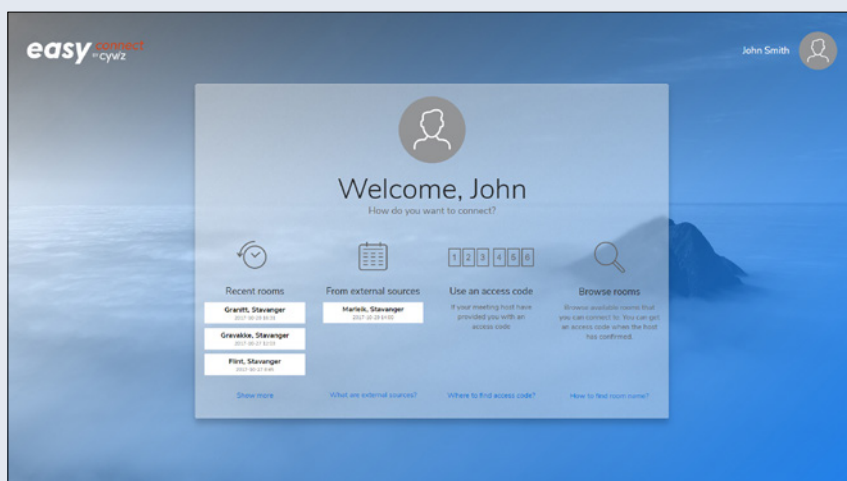 easy connect
BY cyviz
John Smith
Welcome, John
How do you want to connect?
1 2 3 4 5 6
Recent rooms
Granitt, Stavanger
Gravakke, Stavanger
Flint, Stavanger
Show more
From external sources
Marleik, Stavanger
What are external sources?
Use an access code
If your meeting host have
provided you with an
access code
Where to find access code?
Browse rooms
Browse available rooms that
you can connect to. You can get
an access code when the host
has confirmed.
How to find room name?